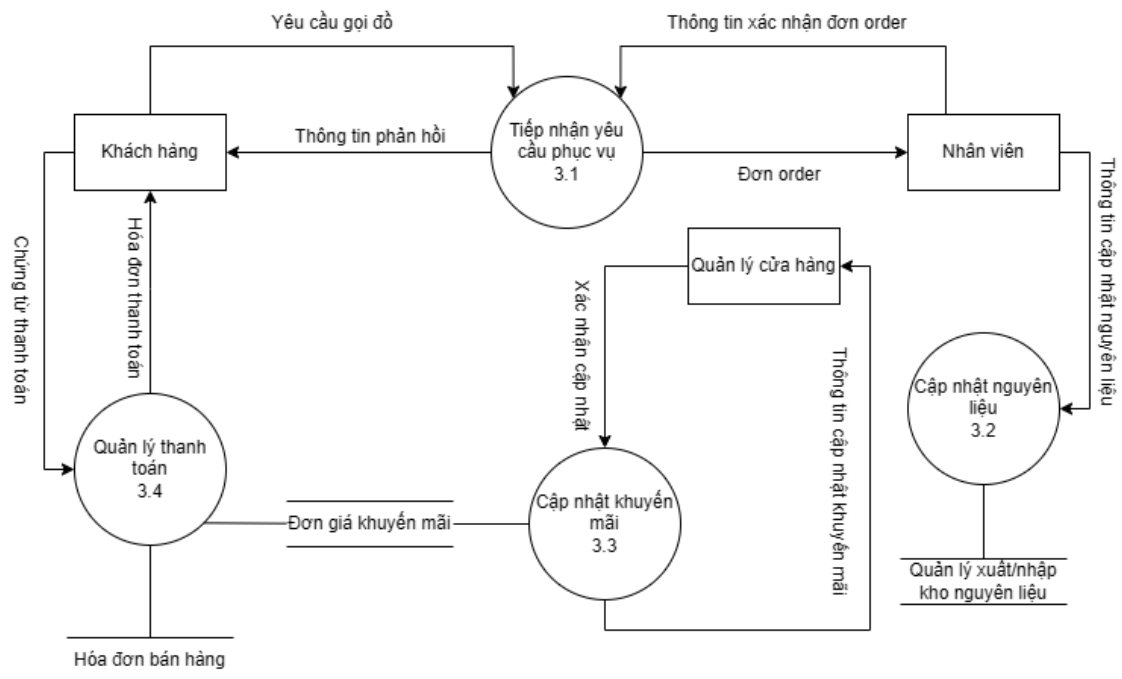 Yêu cầu gọi đồ
Thông tin xác nhận đơn order
Tiếp nhận yêu
cầu phục vụ
3.1
Thông tin phản hồi
Khách hàng
Đơn order
Nhân viên
Thông tin cập nhật nguyên liệu
Hóa đơn thanh toán
Chứng từ thanh toán
Quản lý cửa hàng
Xác nhận cập nhật
Thông tin cập nhật khuyến mãi
Cập nhật nguyên
liệu
3.2
Quản lý thanh
toán
3.4
Đơn giá khuyến mãi
Cập nhật khuyến
mãi
3.3
Quản lý xuất/nhập
kho nguyên liệu
Hóa đơn bán hàng